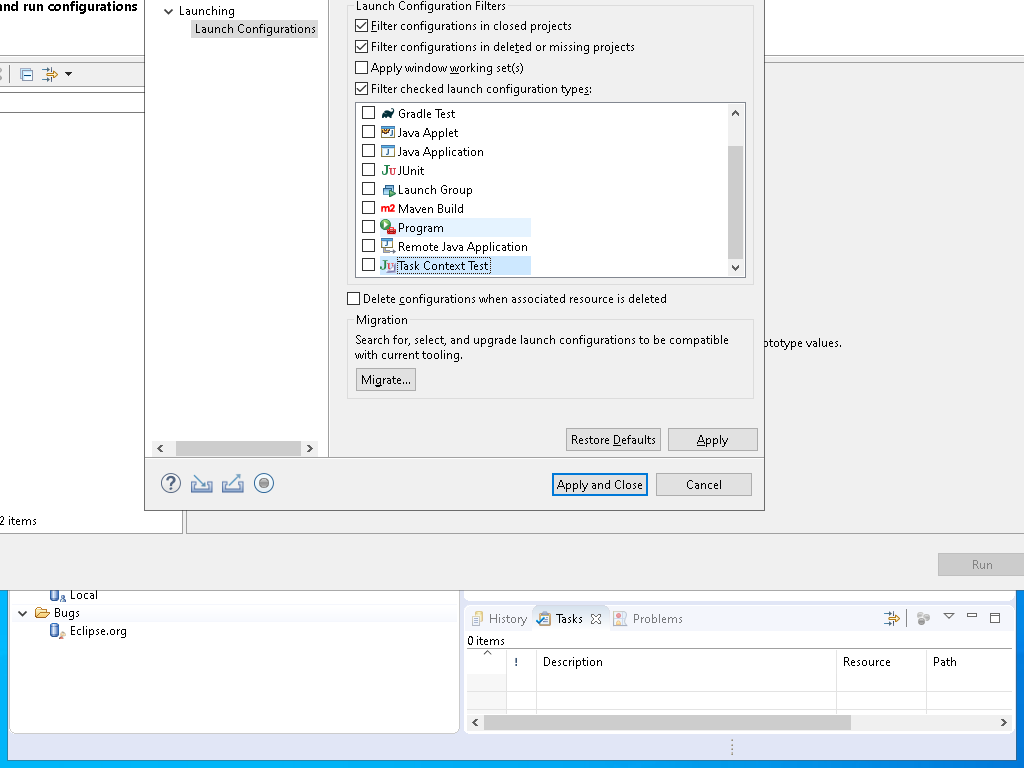 and run configurations
Launching
Launch Configurations
Launch Configuration Filters
Filter configurations in closed projects
Filter configurations in deleted or missing projects
Apply window working set(s)
Filter checked launch configuration types:
Gradle Test
Java Applet
Java Application
JUnit
Launch Group
Maven Build
Program
Remote Java Application
Task Context Test
Delete configurations when associated resource is deleted
Migration
Search for, select, and upgrade launch configurations to be compatible
with current tooling.
Migrate...
ototype values.
Restore Defaults
Apply
Apply and Close
Cancel
2 items
Run
Local
Bugs
Eclipse.org
History
Tasks
Problems
0 items
!
Description
Resource
Path